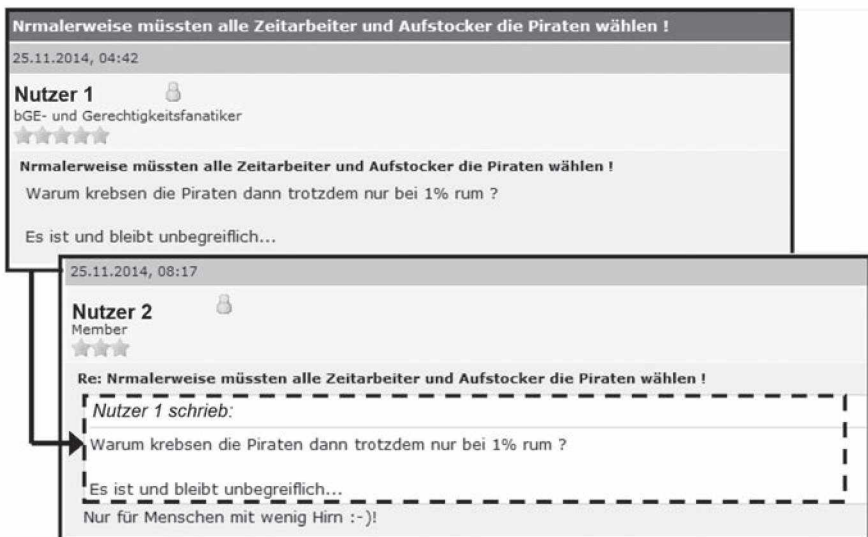 Nrmalerweise müssten alle Zeitarbeiter und Aufstocker die Piraten wählen !
25.11.2014, 04:42
Nutzer 1
bGE- und Gerechtigkeitsfanatiker
Nrmalerweise müssten alle Zeitarbeiter und Aufstocker die Piraten wählen !
Warum krebsen die Piraten dann trotzdem nur bei 1% rum ?
Es ist und bleibt unbegreiflich...
25.11.2014, 08:17
Nutzer 2
Member
Re: Nrmalerweise müssten alle Zeitarbeiter und Aufstocker die Piraten wählen !
Nutzer 1 schrieb:
Warum krebsen die Piraten dann trotzdem nur bei 1% rum ?
Es ist und bleibt unbegreiflich...
Nur für Menschen mit wenig Hirn :-)!